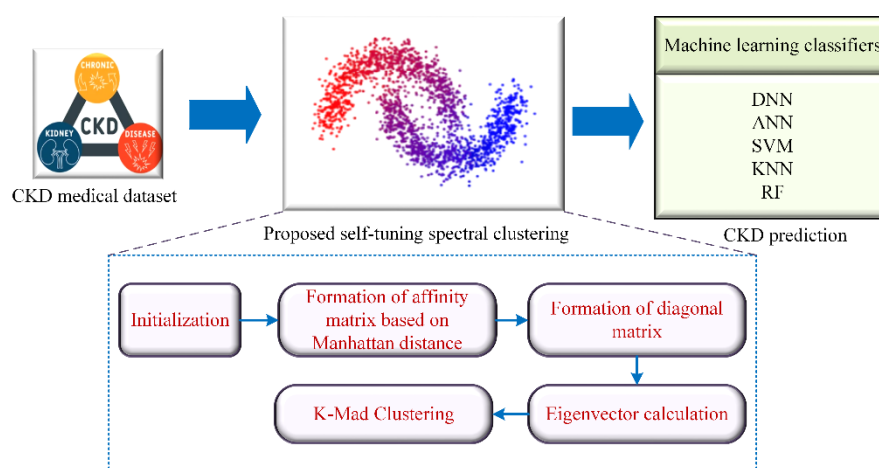 CHRONIC
CKD
KIDNEY
DISEASE
CKD medical dataset
Proposed self-tuning spectral clustering
Machine learning classifiers
DNN
ANN
SVM
KNN
RF
CKD prediction
Initialization
Formation of affinity
matrix based on
Manhattan distance
Formation of diagonal
matrix
K-Mad Clustering
Eigenvector calculation